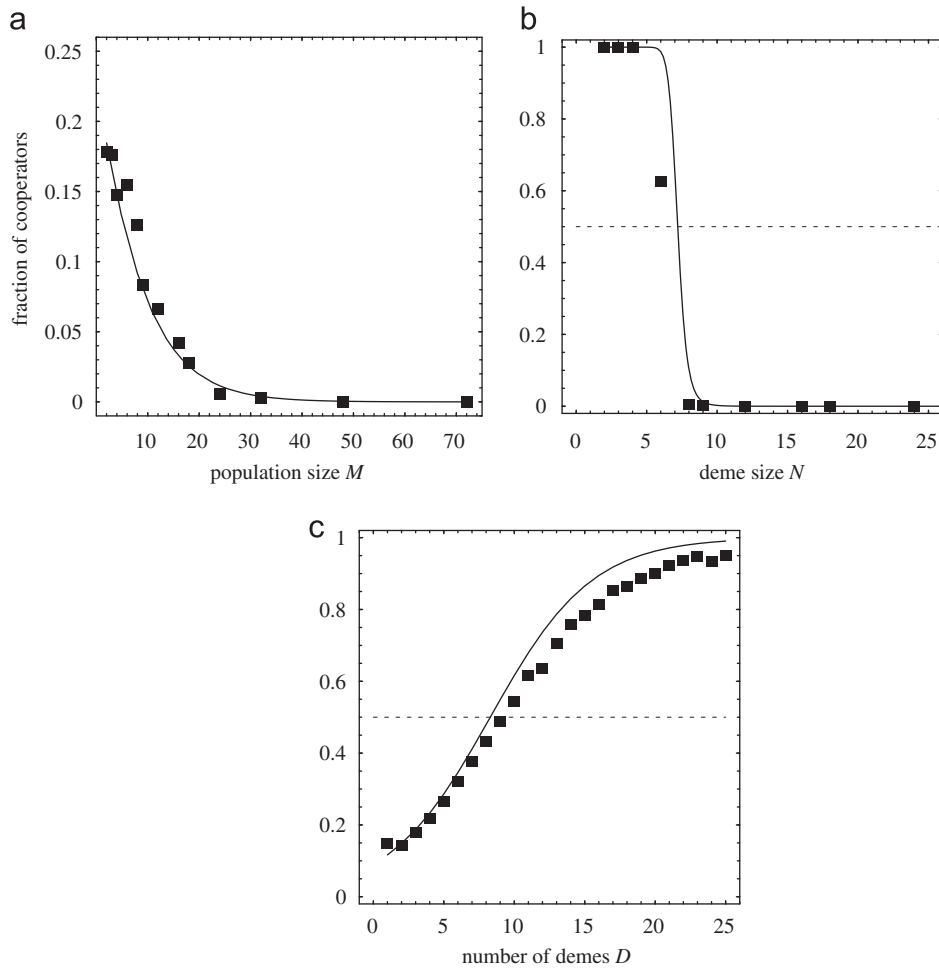 a
b
0.25
0.2
0.15
0.1
0.05
0
fraction of cooperators
10 20 30 40 50 60 70
population size M
1
0.8
0.6
0.4
0.2
0
0 5 10 15 20 25
deme size N
c
1
0.8
0.6
0.4
0.2
0
0 5 10 15 20 25
number of demes D